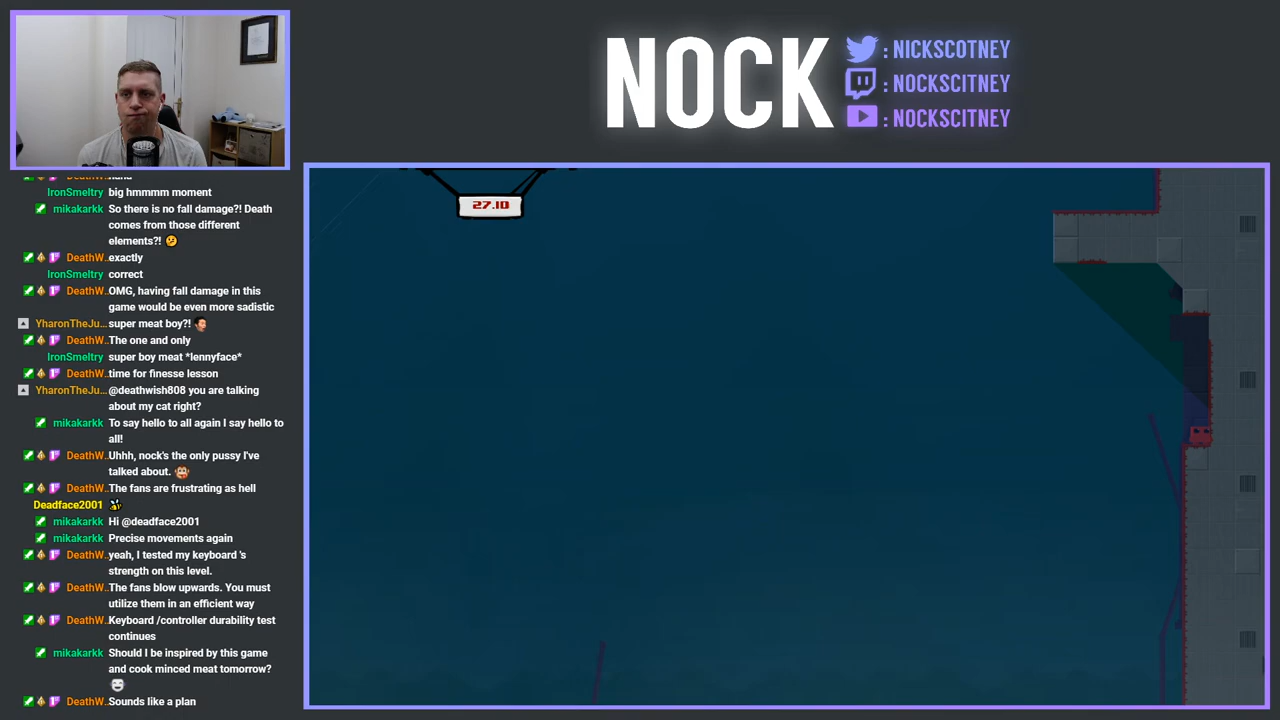 NOCK
: NICKSCOTNEY
: NOCKSCITNEY
: NOCKSCITNEY
27.10
IronSmeltry big hmmmm moment
mikakarkk So there is no fall damage?! Death
comes from those different
elements?!
DeathW.. exactly
IronSmeltry correct
DeathW.. OMG, having fall damage in this
game would be even more sadistic
YharonTheJu... super meat boy?!
DeathW.. The one and only
IronSmeltry super boy meat *lennyface*
DeathW.. time for finesse lesson
YharonTheJu... @deathwish808 you are talking
about my cat right?
mikakarkk To say hello to all again I say hello to
all!
DeathW.. Uhhh, nock's the only pussy I've
talked about.
DeathW.. The fans are frustrating as hell
Deadface2001
mikakarkk Hi @deadface2001
mikakarkk Precise movements again
DeathW.. yeah, I tested my keyboard 's
strength on this level.
DeathW.. The fans blow upwards. You must
utilize them in an efficient way
DeathW.. Keyboard /controller durability test
continues
mikakarkk Should I be inspired by this game
and cook minced meat tomorrow?
DeathW.. Sounds like a plan